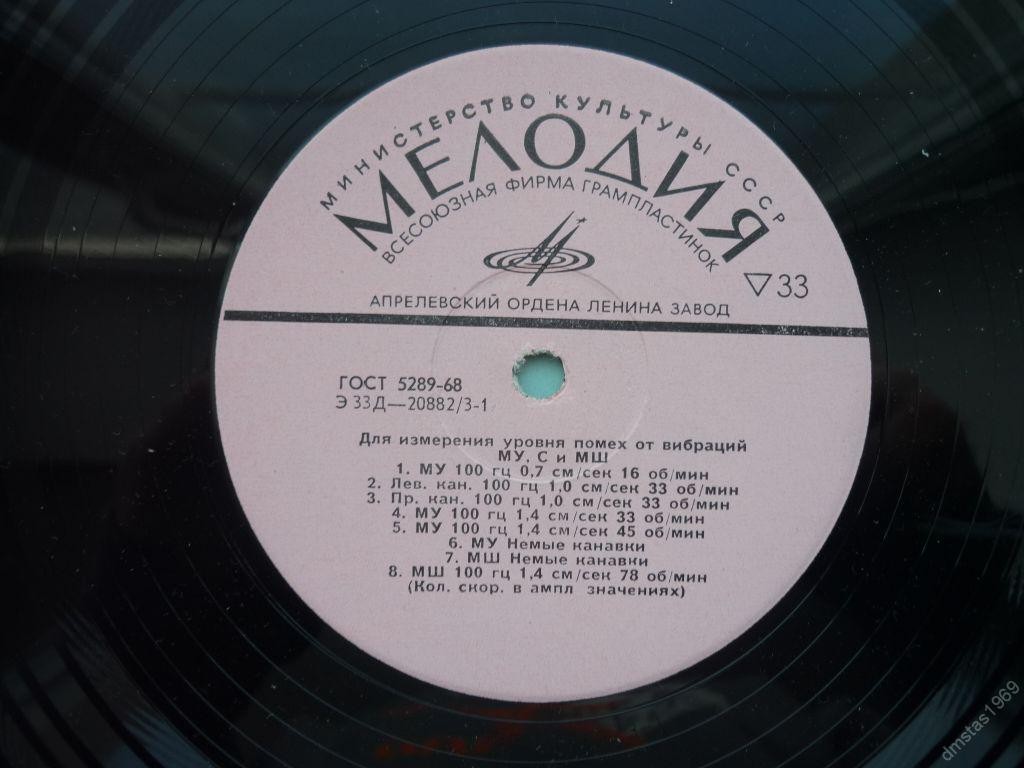 МИНИСТЕРСТВО КУЛЬТУРЫ СССР
МЕЛОДИЯ
ВСЕСОЮЗНАЯ ФИРМА ГРАМПЛАСТИНОК
▽33
АПРЕЛЕВСКИЙ ОРДЕНА ЛЕНИНА ЗАВОД
ГОСТ 5289-68
Э 33Д—20882/3-1
Для измерения уровня помех от вибраций
МУ, С и МШ
1. МУ 100 гц 0,7 см/сек 16 об/мин
2. Лев. кан. 100 гц 1,0 см/сек 33 об/мин
3. Пр. кан. 100 гц 1,0 см/сек 33 об/мин
4. МУ 100 гц 1,4 см/сек 33 об/мин
5. МУ 100 гц 1,4 см/сек 45 об/мин
6. МУ Немые канавки
7. МШ Немые канавки
8. МШ 100 гц 1,4 см/сек 78 об/мин
(Кол. скор. в ампл значениях)
dmstas1969